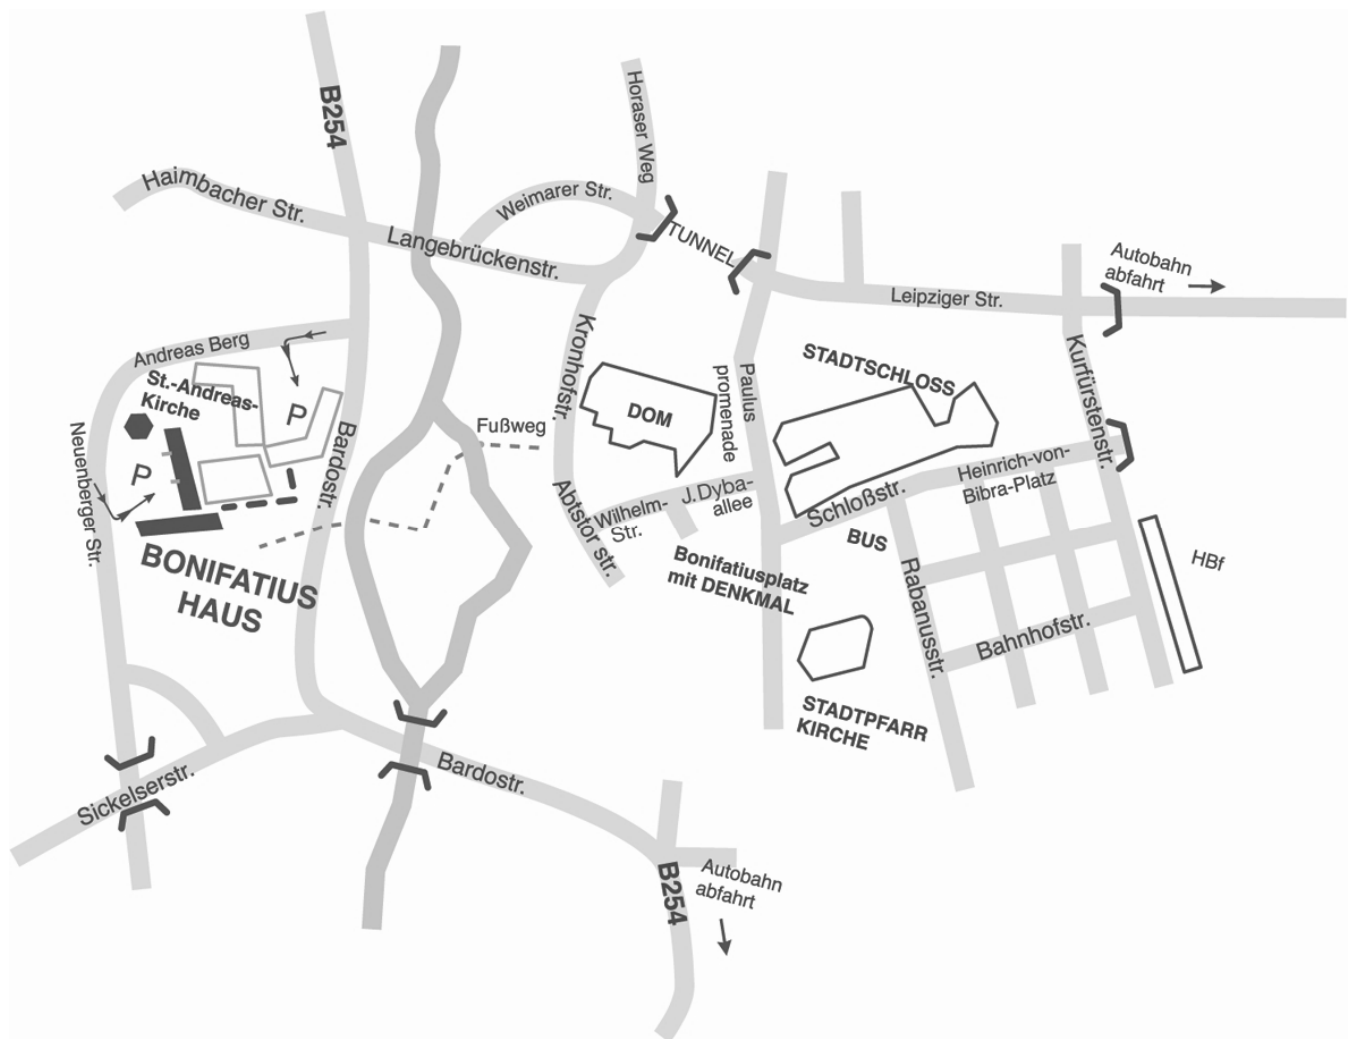 B254
Horaser Weg
Haimbacher Str.
Weimarer Str.
Langebrückenstr.
TUNNEL
Autobahn
abfahrt
Leipziger Str.
Andreas Berg
St.-Andreas-
Kirche
P
Kronhofstr.
DOM
Paulus
promenade
STADTSCHLOSS
Kurfürstenstr.
Neuenberger Str.
P
Bardostr.
Fußweg
Abtstor str.
Wilhelm-
Str.
J.Dyba-
allee
Schloßstr.
Heinrich-von-
Bibra-Platz
BUS
HBf
BONIFATIUS
HAUS
Bonifatiusplatz
mit DENKMAL
Rabanusstr.
Bahnhofstr.
STADTPFARR
KIRCHE
Sickelserstr.
Bardostr.
B254
Autobahn
abfahrt